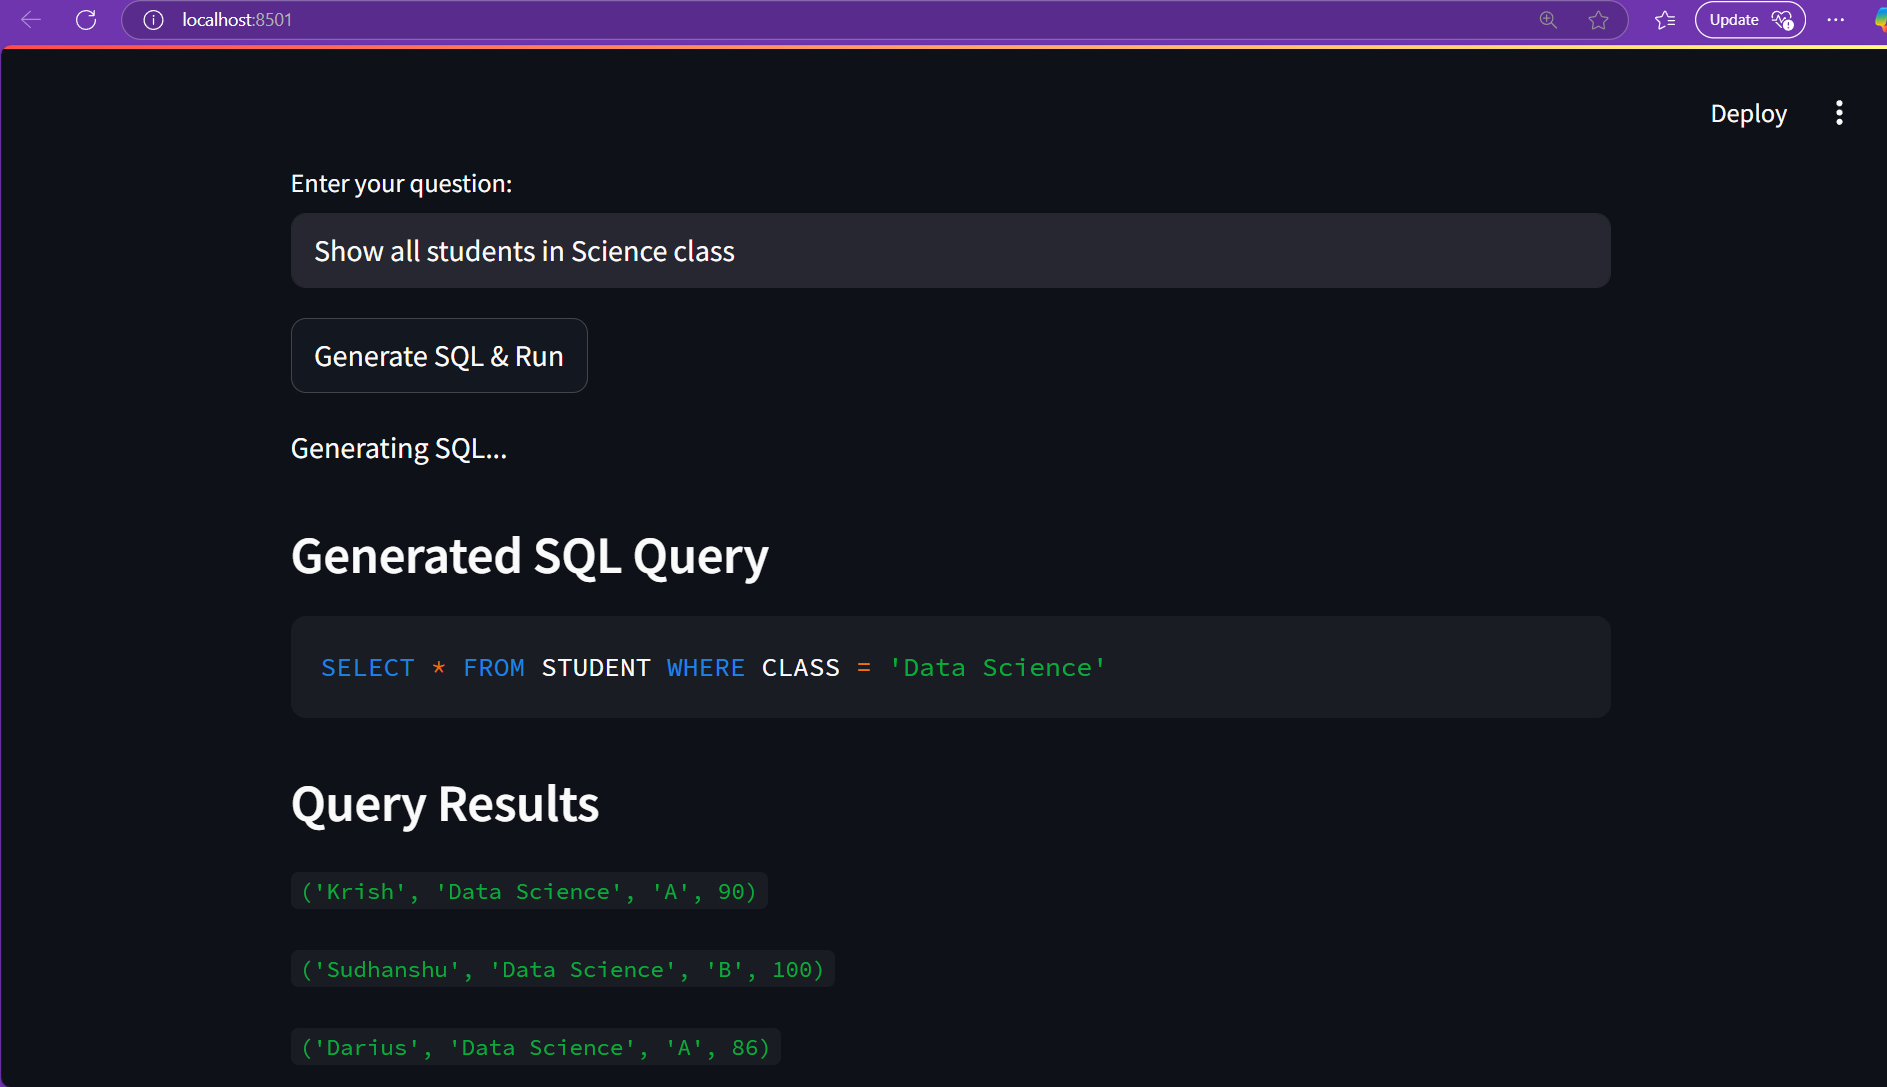 localhost:8501
Update
Deploy
Enter your question:
Show all students in Science class
Generate SQL & Run
Generating SQL...
Generated SQL Query
SELECT * FROM STUDENT WHERE CLASS = 'Data Science'
Query Results
('Krish', 'Data Science', 'A', 90)
('Sudhanshu', 'Data Science', 'B', 100)
('Darius', 'Data Science', 'A', 86)